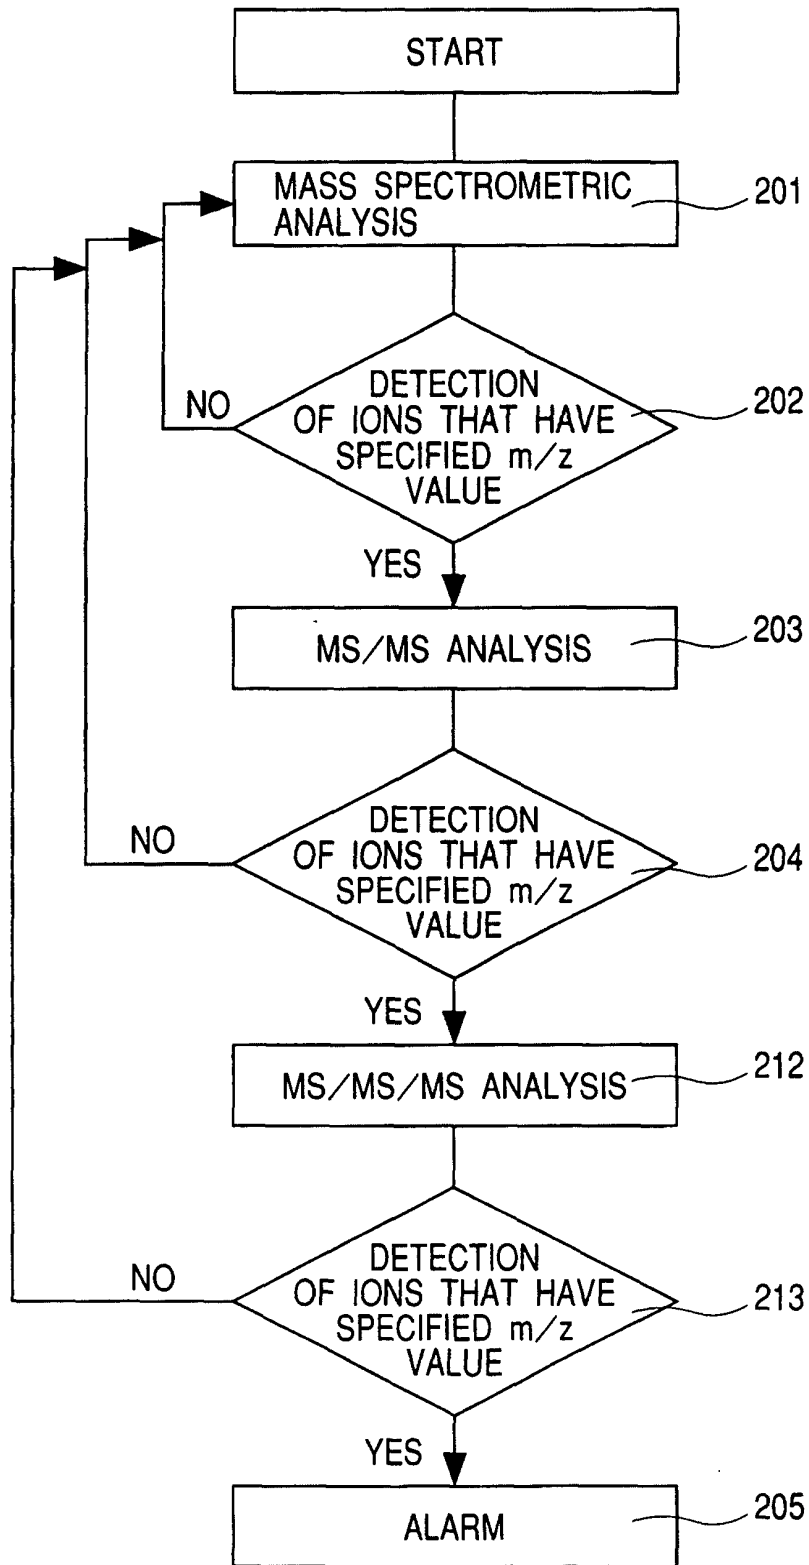 START
MASS SPECTROMETRIC
ANALYSIS
201
DETECTION
OF IONS THAT HAVE
SPECIFIED m/z
VALUE
202
NO
YES
MS/MS ANALYSIS
203
DETECTION
OF IONS THAT HAVE
SPECIFIED m/z
VALUE
204
NO
YES
MS/MS/MS ANALYSIS
212
DETECTION
OF IONS THAT HAVE
SPECIFIED m/z
VALUE
213
NO
YES
ALARM
205